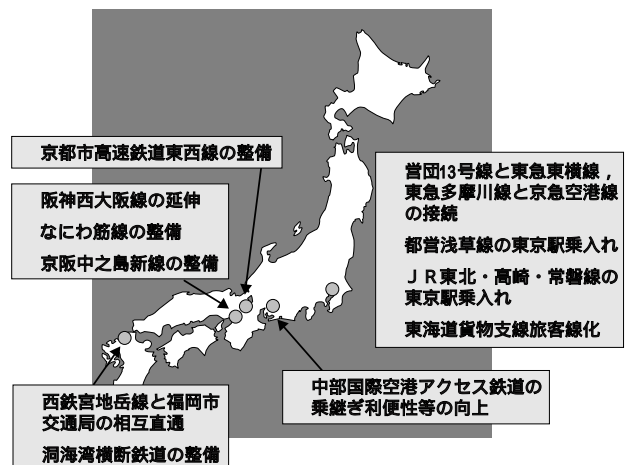 京都市高速鉄道東西線の整備
阪神西大阪線の延伸
なにわ筋線の整備
京阪中之島新線の整備
営団13号線と東急東横線，
東急多摩川線と京急空港線
の接続
都営浅草線の東京駅乗入れ
ＪＲ東北・高崎・常磐線の
東京駅乗入れ
東海道貨物支線旅客線化
中部国際空港アクセス鉄道の
乗継ぎ利便性等の向上
西鉄宮地岳線と福岡市
交通局の相互直通
洞海湾横断鉄道の整備